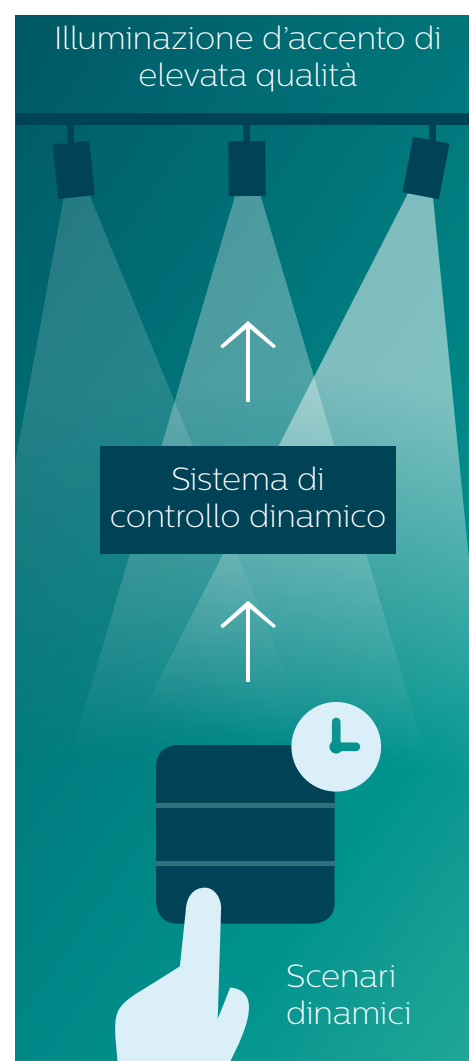 Illuminazione d’accento di
elevata qualità
Sistema di
controllo dinamico
Scenari
dinamici